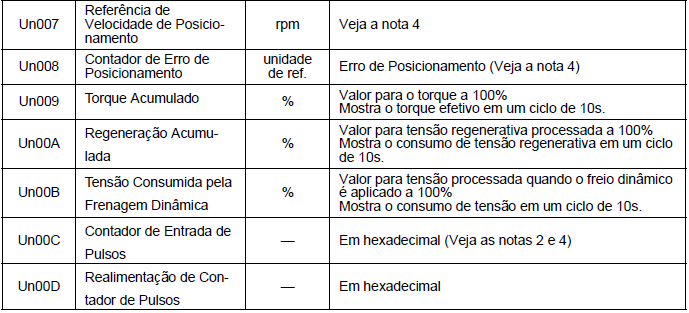 Un007
Referência de
Velocidade de Posicio-
namento
rpm
Veja a nota 4
Un008
Contador de Erro de
Posicionamento
unidade
de ref.
Erro de Posicionamento (Veja a nota 4)
Un009
Torque Acumulado
%
Valor para o torque a 100%
Mostra o torque efetivo em um ciclo de 10s.
Un00A
Regeneração Acumu-
lada
%
Valor para tensão regenerativa processada a 100%
Mostra o consumo de tensão regenerativa em um ciclo
de 10s.
Un00B
Tensão Consumida pela
Frenagem Dinâmica
%
Valor para tensão processada quando o freio dinâmico
é aplicado a 100%
Mostra o consumo de tensão em um ciclo de 10s.
Un00C
Contador de Entrada de
Pulsos
—
Em hexadecimal (Veja as notas 2 e 4)
Un00D
Realimentação de Con-
tador de Pulsos
—
Em hexadecimal